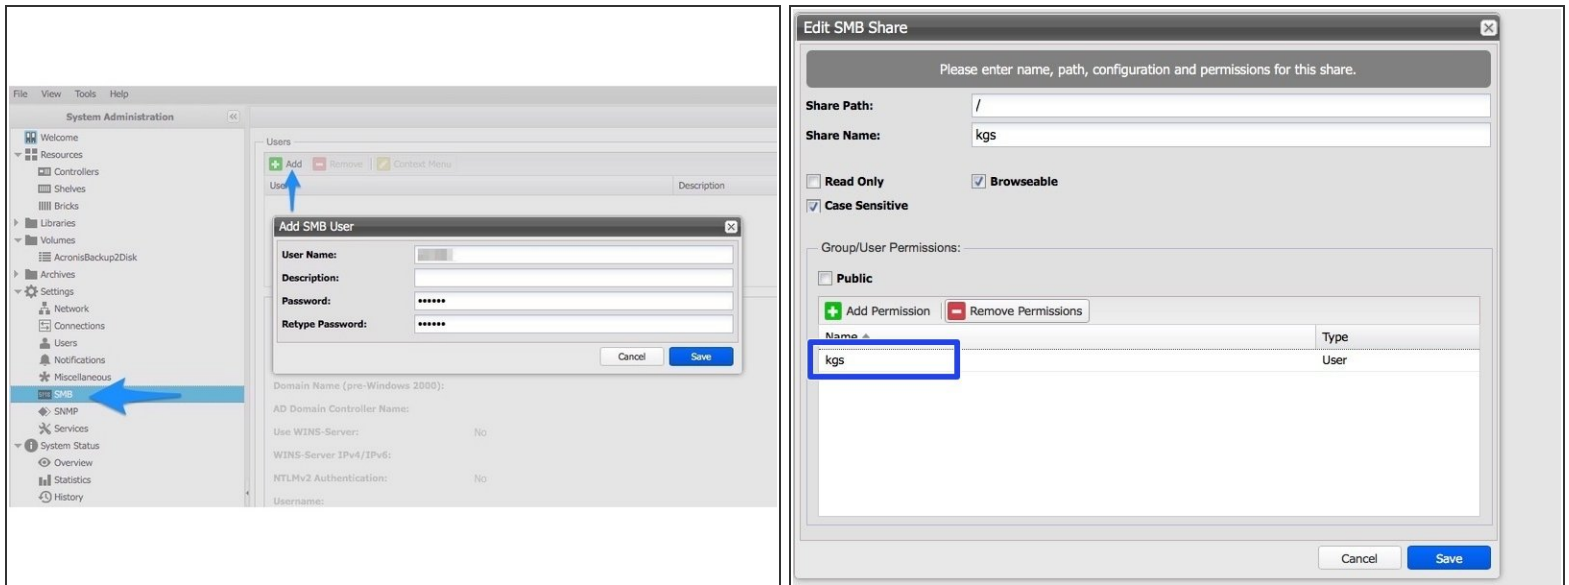 File View Tools Help
System Administration
Welcome
Resources
Controllers
Shelves
Bricks
Libraries
Volumes
AcronisBackup2Disk
Archives
Settings
Network
Connections
Users
Notifications
Miscellaneous
SMB
SNMP
Services
System Status
Overview
Statistics
History
Users
Add Remove Context Menu
Use Description
Add SMB User
User Name:
Description:
Password: ••••••
Retype Password: ••••••
Cancel Save
Domain Name (pre-Windows 2000):
AD Domain Controller Name:
Use WINS-Server: No
WINS-Server IPv4/IPv6:
NTLMv2 Authentication: No
Username:
Edit SMB Share
Please enter name, path, configuration and permissions for this share.
Share Path: /
Share Name: kgs
Read Only Browseable
Case Sensitive
Group/User Permissions:
Public
Add Permission Remove Permissions
Name Type
kgs User
Cancel Save